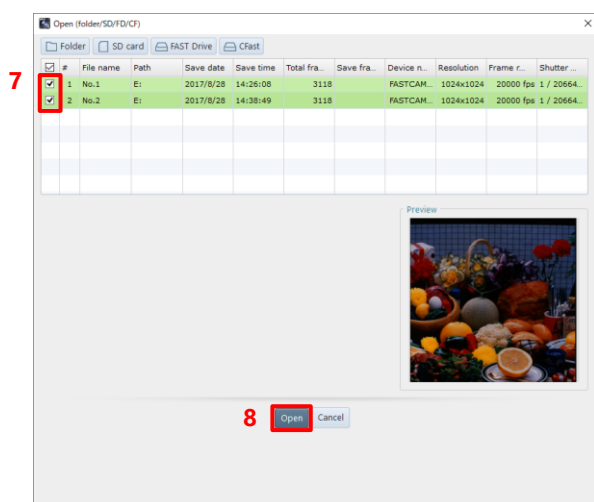 Open (folder/SD/FD/CF)
Folder SD card FAST Drive CFast
# File name Path Save date Save time Total fra... Save fra... Device n... Resolution Frame r... Shutter ...
7
1 No.1 E: 2017/8/28 14:26:08 3118 FASTCAM... 1024x1024 20000 fps 1 / 20664...
2 No.2 E: 2017/8/28 14:38:49 3118 FASTCAM... 1024x1024 20000 fps 1 / 20664...
Preview
8 Open Cancel